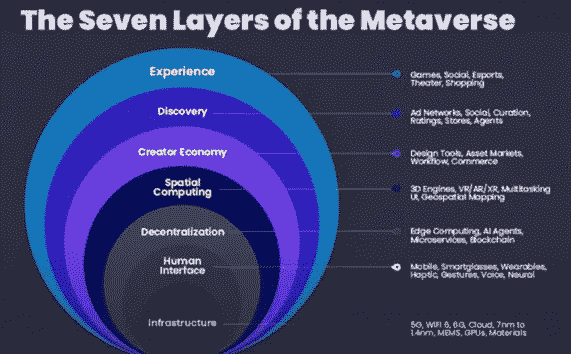 The Seven Layers of the Metaverse
Experience
Games, Social, Esports,
Theater, Shopping
Discovery
Ad Networks, Social, Curation,
Ratings, Stores, Agents
Creator Economy
Design Tools, Asset Markets,
Workflow, Commerce
Spatial
Computing
3D Engines, VR/AR/XR, Multitasking
UI, Geospatial Mapping
Decentralization
Edge Computing, AI Agents,
Microservices, Blockchain
Human
Interface
Mobile, Smartglasses, Wearables,
Haptic, Gestures, Voice, Neural
Infrastructure
5G, WiFi 6, 6G, Cloud, 7nm to
1.4nm, MEMS, GPUs, Materials